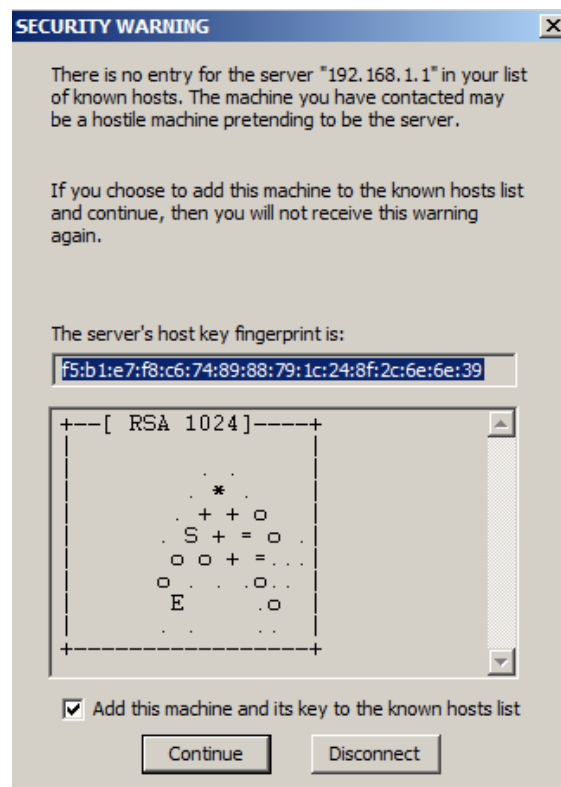 SECURITY WARNING
There is no entry for the server "192.168.1.1" in your list
of known hosts. The machine you have contacted may
be a hostile machine pretending to be the server.
If you choose to add this machine to the known hosts list
and continue, then you will not receive this warning
again.
The server's host key fingerprint is:
f5:b1:e7:f8:c6:74:89:88:79:1c:24:8f:2c:6e:6e:39
+--[ RSA 1024]----+
|                 |
|         . .     |
|        . * .    |
|       . + + o   |
|      . S + = o .|
|       o o + =...|
|      o . . .o.. |
|       E     .o  |
|      . .    ..  |
+-----------------+
Add this machine and its key to the known hosts list
Continue Disconnect